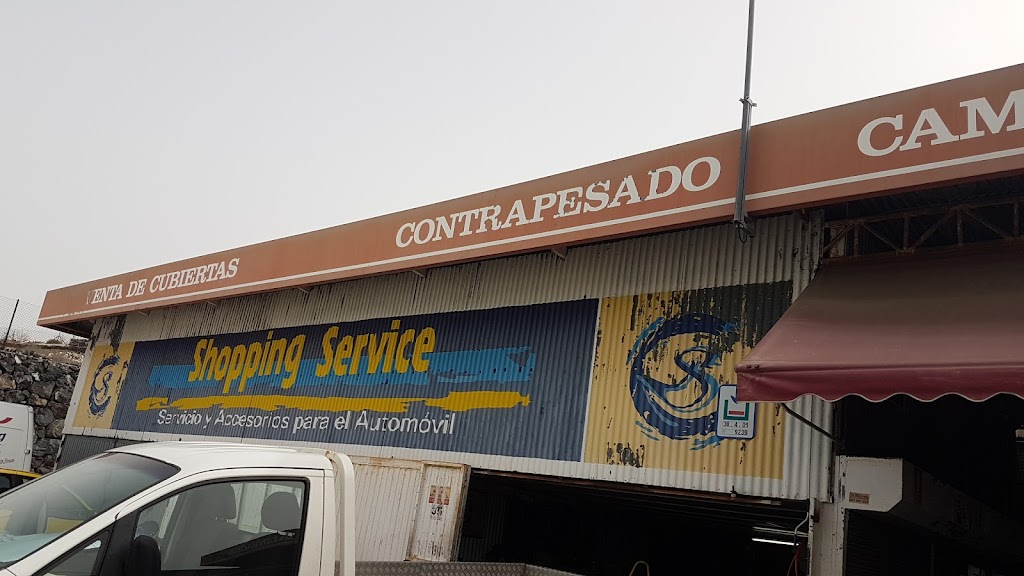 VENTA DE CUBIERTAS CONTRAPESADO CAM
Shopping Service
Servicio y Accesorios para el Automóvil
S
S